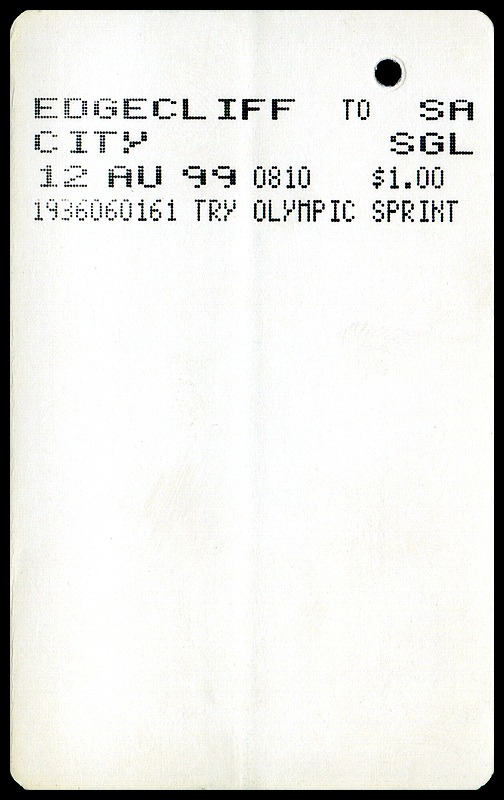 EDGECLIFF TO SA
CITY SGL
12 AU 99 0810 $1.00
1936060161 TRY OLYMPIC SPRINT